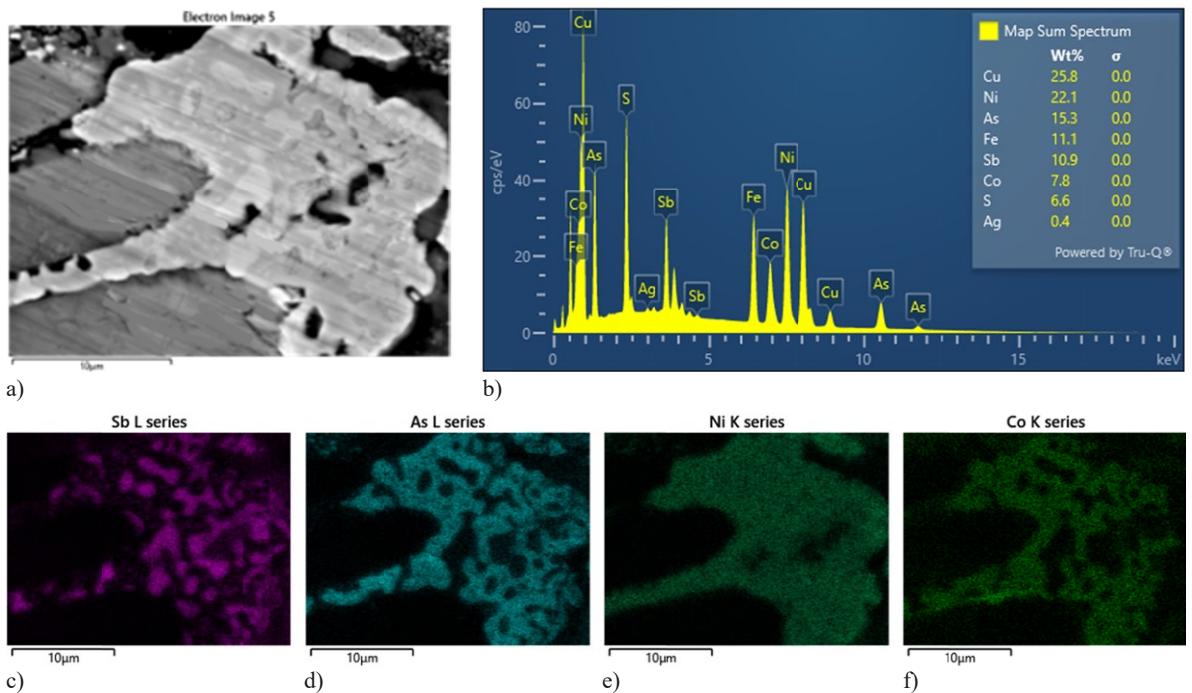 Electron Image 5
10µm
a)
cps/eV
80
60
40
20
0
Cu
Ni
As
Co
Fe
S
Ag
Sb
Sb
Fe
Co
Ni
Cu
Cu
As
As
0
5
10
15
keV
Map Sum Spectrum
Wt% σ
Cu 25.8 0.0
Ni 22.1 0.0
As 15.3 0.0
Fe 11.1 0.0
Sb 10.9 0.0
Co 7.8 0.0
S 6.6 0.0
Ag 0.4 0.0
Powered by Tru-Q®
b)
Sb L series
10µm
c)
As L series
10µm
d)
Ni K series
10µm
e)
Co K series
10µm
f)